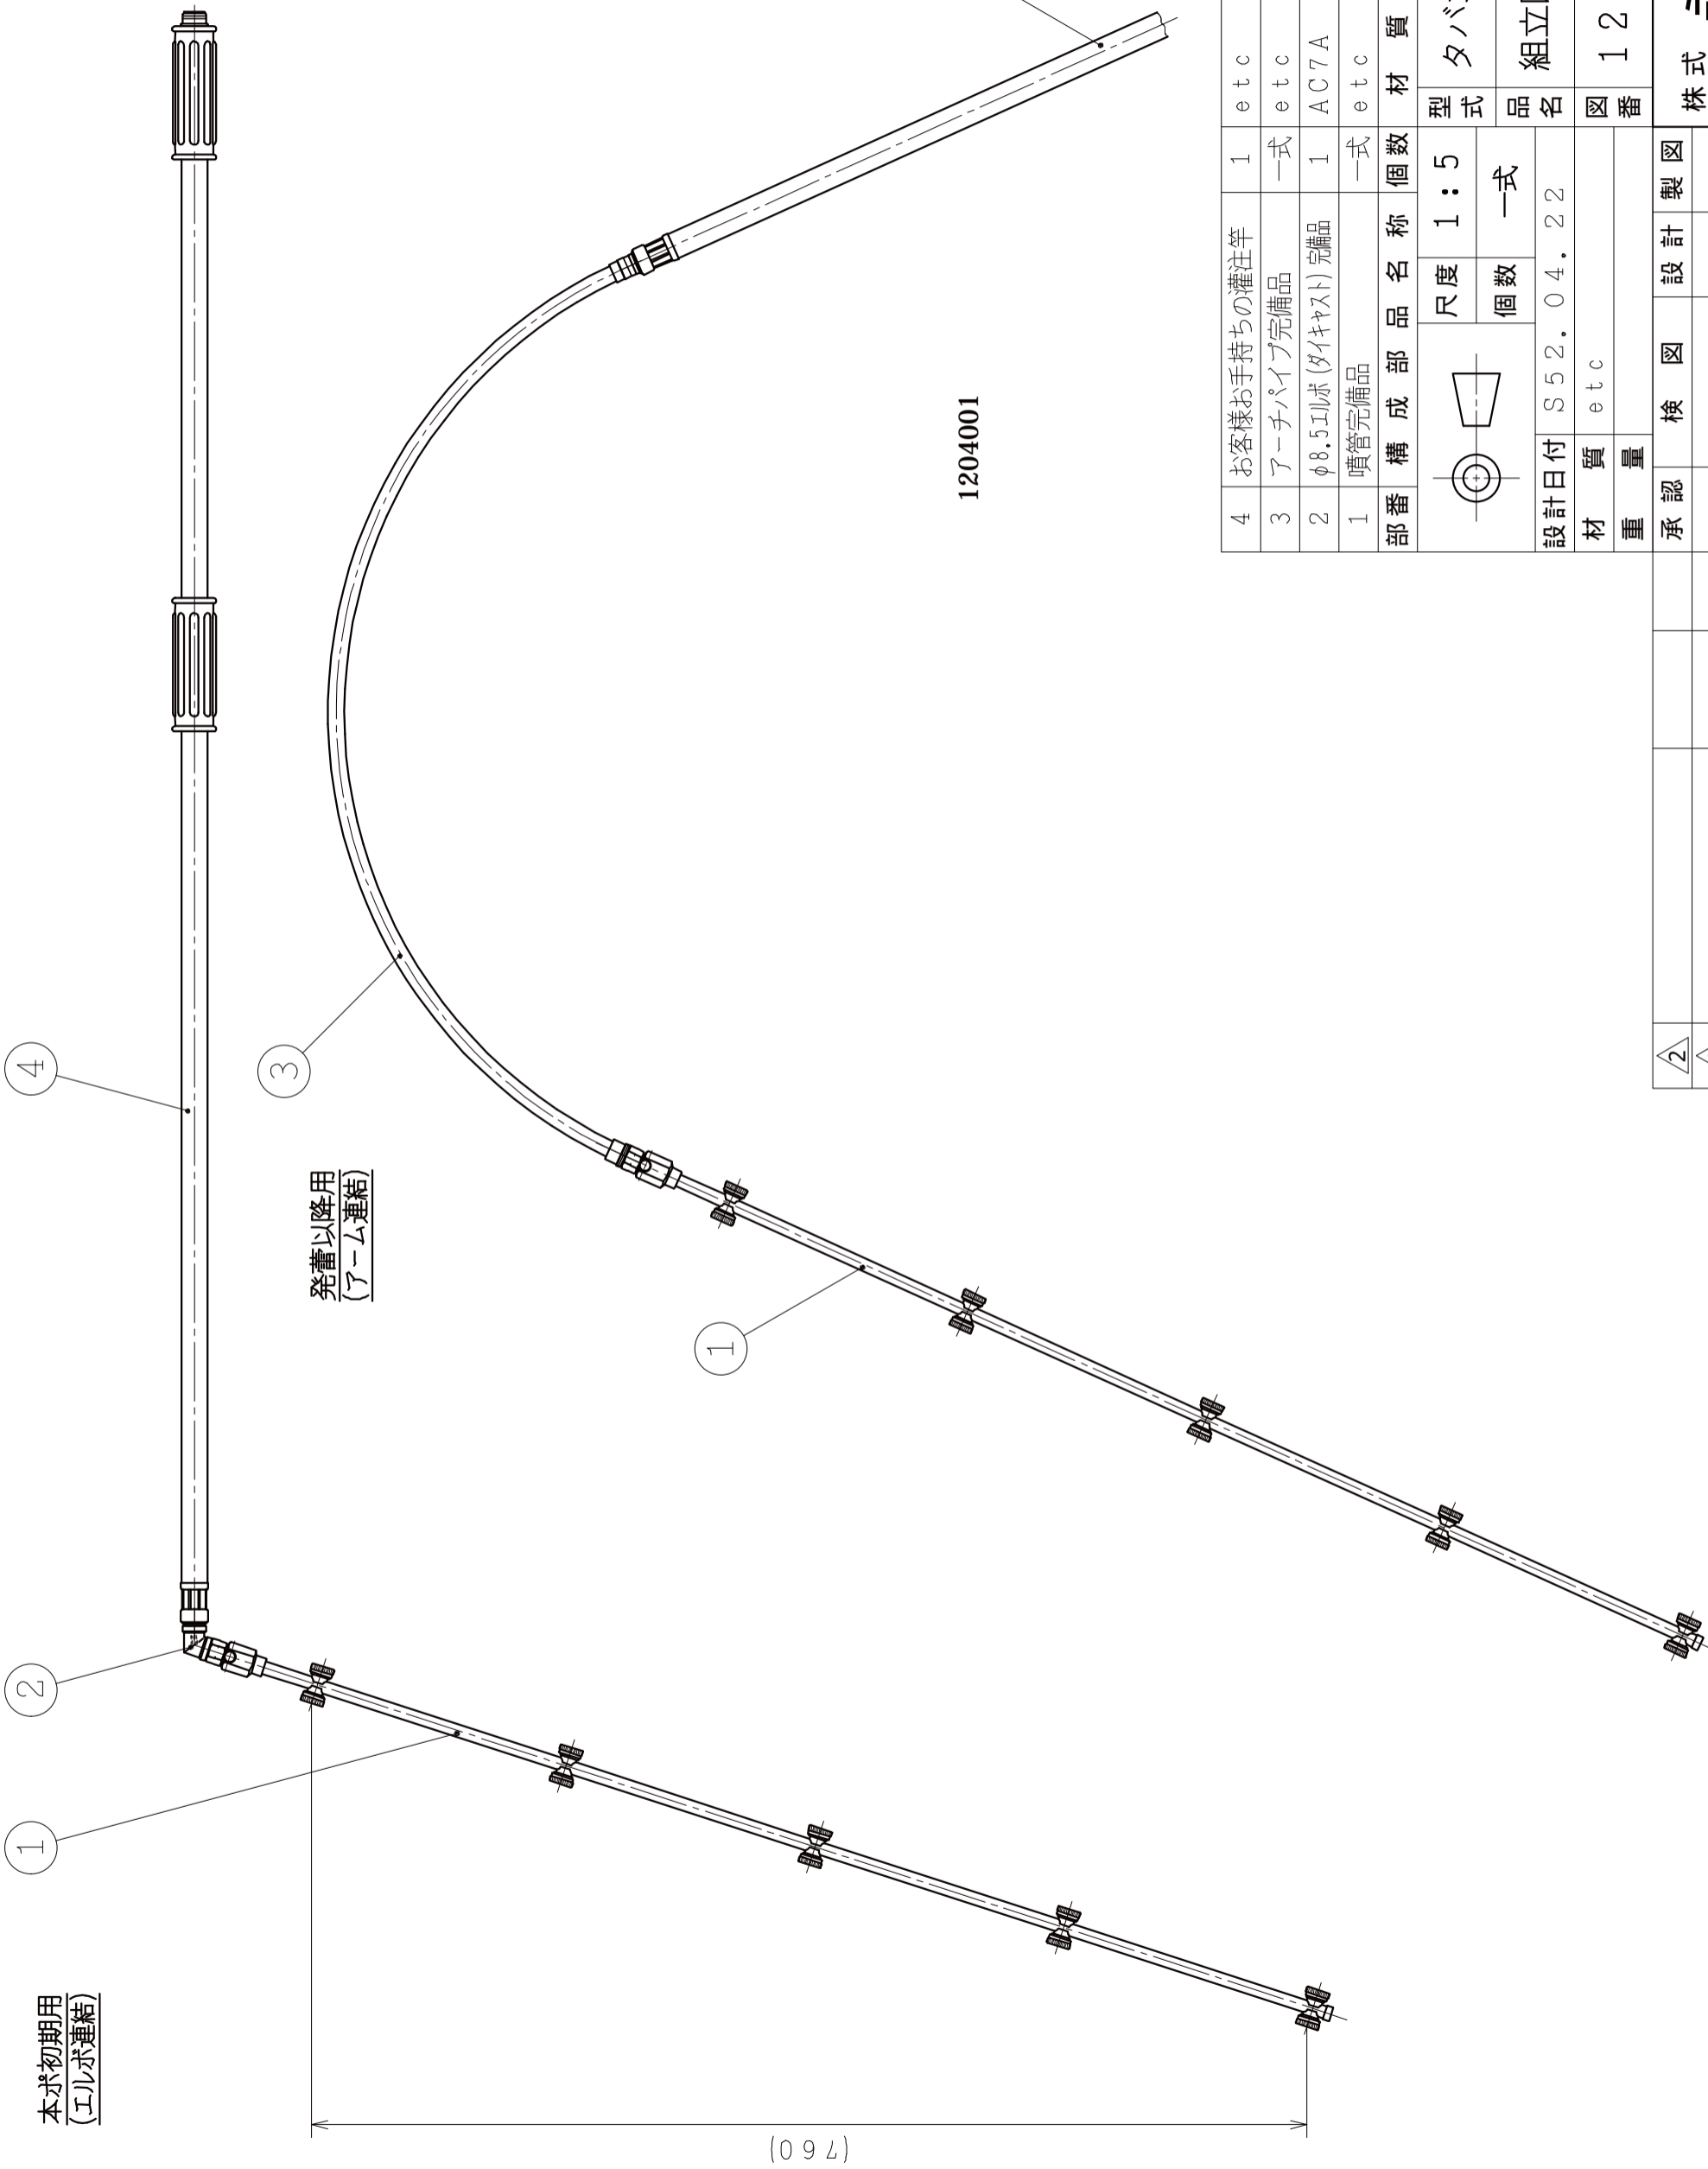 本ポ初期用
(エルボ連結)
1
2
4
発蕾以降用
(アーム連結)
3
1
(760)
1204001
4 お客様お手持ちの灌注竿 1 etc
3 アーチパイプ完備品 一式 etc
2 φ8.5エルボ(ダイキャスト)完備品 1 AC7A
1 噴管完備品 一式 etc
部番 構成部品名称 個数 材質
尺度 1:5 型式
個数 一式 品名
設計日付 S52.04.22
材質 etc 図番 12
重量
承認 検図 設計 製図 株式
2